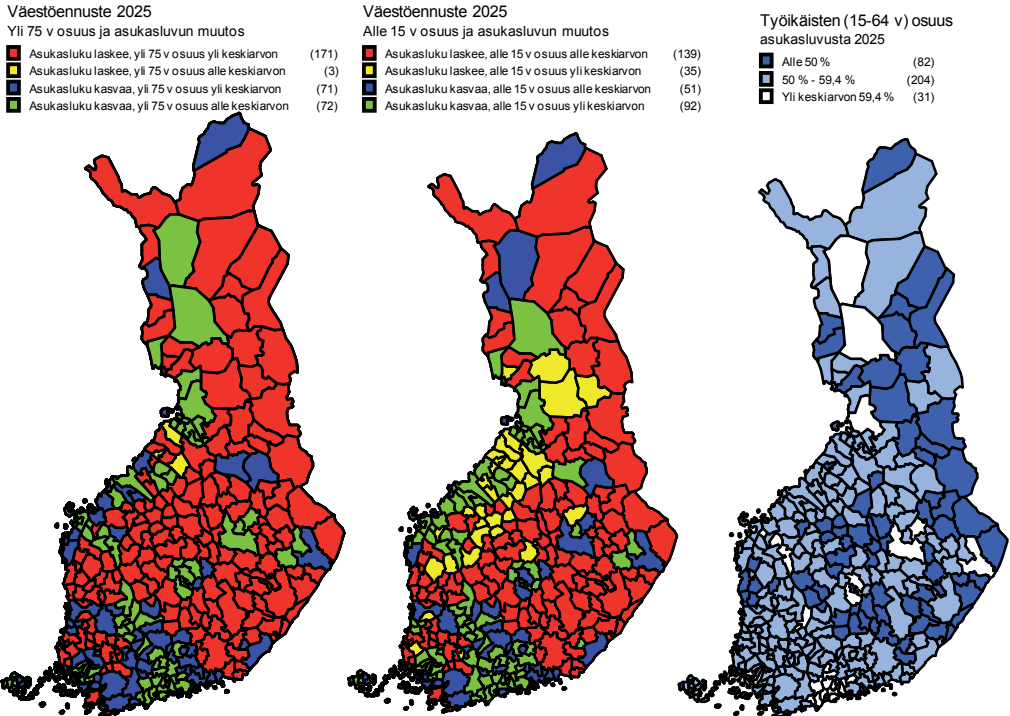 Väestöennuste 2025
Yli 75 v osuus ja asukasluvun muutos
Asukasluku laskee, yli 75 v osuus yli keskiarvon (171)
Asukasluku laskee, yli 75 v osuus alle keskiarvon (3)
Asukasluku kasvaa, yli 75 v osuus yli keskiarvon (71)
Asukasluku kasvaa, yli 75 v osuus alle keskiarvon (72)
Väestöennuste 2025
Alle 15 v osuus ja asukasluvun muutos
Asukasluku laskee, alle 15 v osuus alle keskiarvon (139)
Asukasluku laskee, alle 15 v osuus yli keskiarvon (35)
Asukasluku kasvaa, alle 15 v osuus alle keskiarvon (51)
Asukasluku kasvaa, alle 15 v osuus yli keskiarvon (92)
Työikäisten (15-64 v) osuus
asukasluvusta 2025
Alle 50 % (82)
50 % - 59,4 % (204)
Yli keskiarvon 59,4 % (31)